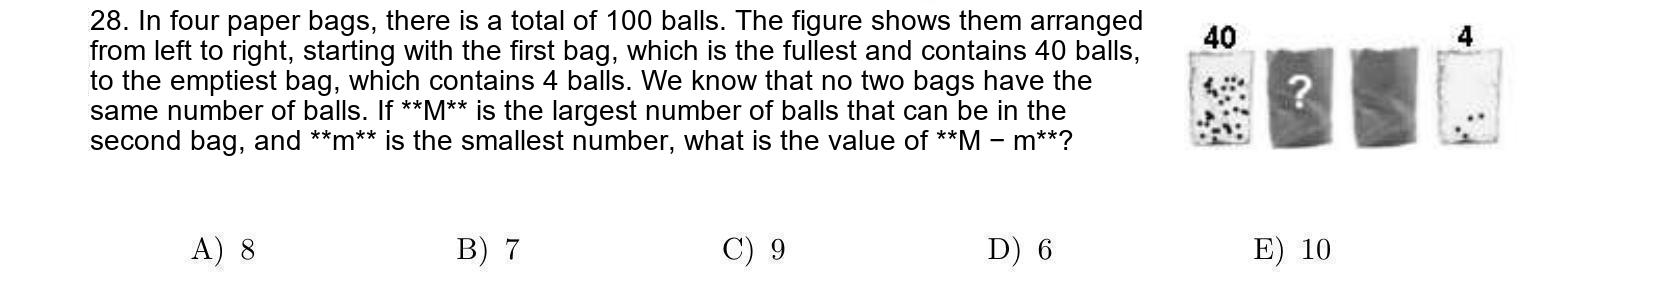 28. In four paper bags, there is a total of 100 balls. The figure shows them arranged
from left to right, starting with the first bag, which is the fullest and contains 40 balls,
to the emptiest bag, which contains 4 balls. We know that no two bags have the
same number of balls. If **M** is the largest number of balls that can be in the
second bag, and **m** is the smallest number, what is the value of **M − m**?
40 4
?
A) 8 B) 7 C) 9 D) 6 E) 10